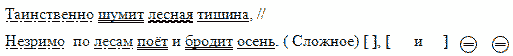 Таинственно шумит лесная тишина, //
Незримо по лесам поёт и бродит осень. ( Сложное) [ ], [ и ]